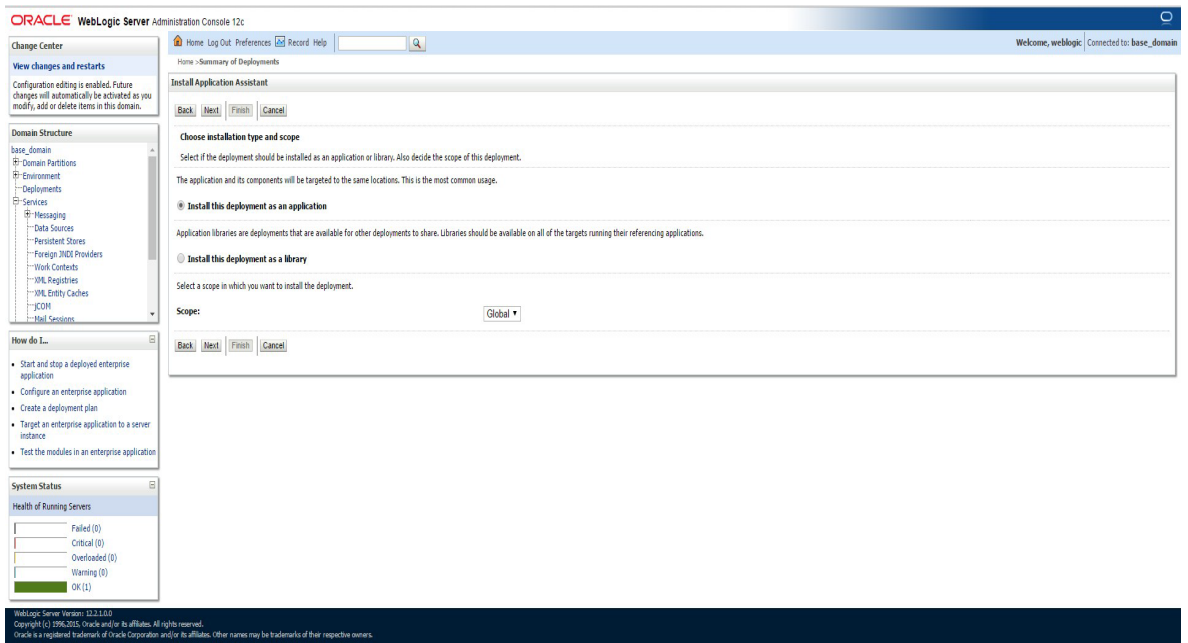 ORACLE WebLogic Server Administration Console 12c
Change Center
View changes and restarts
Configuration editing is enabled. Future
changes will automatically be activated as you
modify, add or delete items in this domain.
Domain Structure
base_domain
Domain Partitions
Environment
Deployments
Services
Messaging
Data Sources
Persistent Stores
Foreign JNDI Providers
Work Contexts
XML Registries
XML Entity Caches
jCOM
Mail Sessions
How do I...
Start and stop a deployed enterprise
application
Configure an enterprise application
Create a deployment plan
Target an enterprise application to a server
instance
Test the modules in an enterprise application
System Status
Health of Running Servers
Failed (0)
Critical (0)
Overloaded (0)
Warning (0)
OK (1)
Home Log Out Preferences Record Help
Welcome, weblogic Connected to: base_domain
Home >Summary of Deployments
Install Application Assistant
Back Next Finish Cancel
Choose installation type and scope
Select if the deployment should be installed as an application or library. Also decide the scope of this deployment.
The application and its components will be targeted to the same locations. This is the most common usage.
Install this deployment as an application
Application libraries are deployments that are available for other deployments to share. Libraries should be available on all of the targets running their referencing applications.
Install this deployment as a library
Select a scope in which you want to install the deployment.
Scope: Global
Back Next Finish Cancel
WebLogic Server Version: 12.2.1.0.0
Copyright (c) 1996,2015, Oracle and/or its affiliates. All rights reserved.
Oracle is a registered trademark of Oracle Corporation and/or its affiliates. Other names may be trademarks of their respective owners.